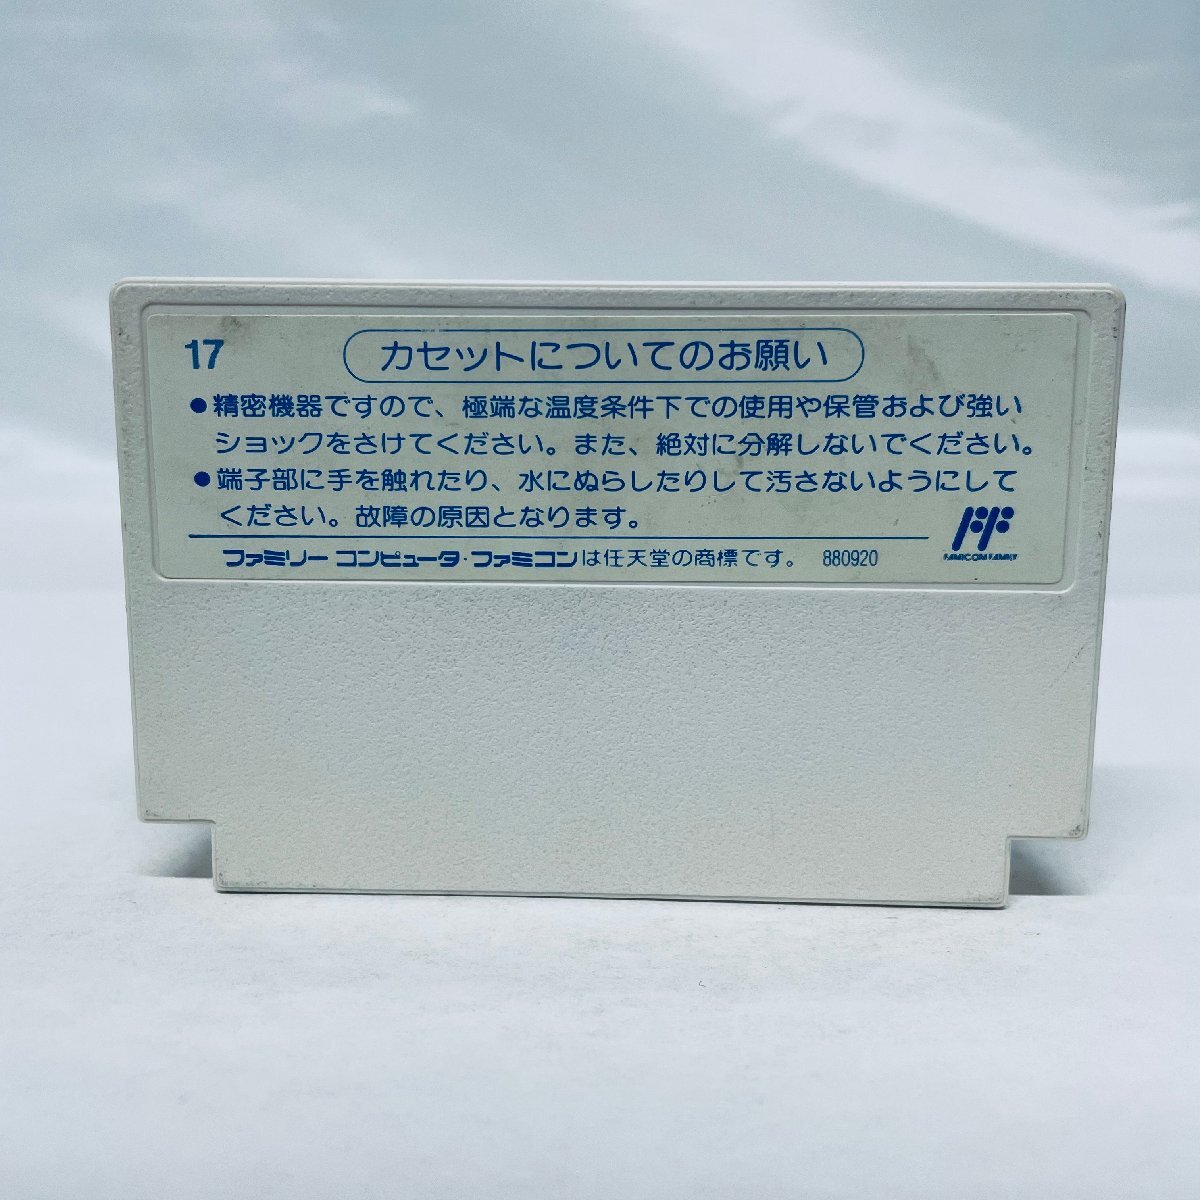 17
カセットについてのお願い
●精密機器ですので、極端な温度条件下での使用や保管および強い
ショックをさけてください。また、絶対に分解しないでください。
●端子部に手を触れたり、水にぬらしたりして汚さないようにして
ください。故障の原因となります。
ファミリーコンピュータ・ファミコンは任天堂の商標です。 880920
FAMICOM FAMILY